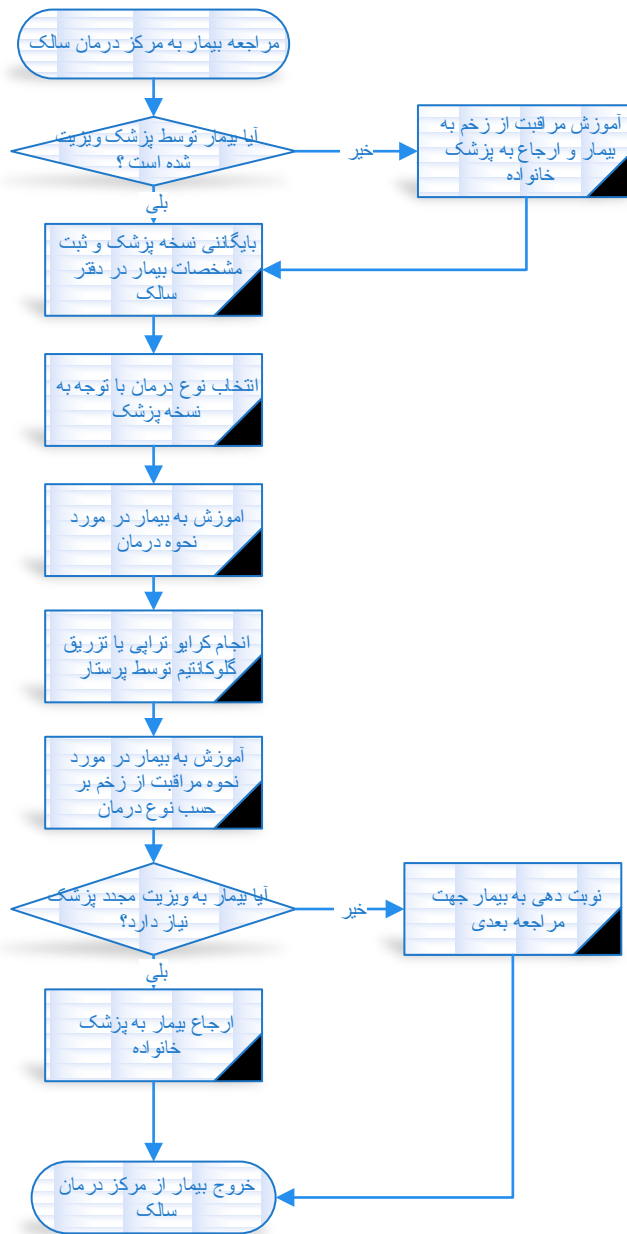 مراجعه بیمار به مرکز درمان سالک
آیا بیمار توسط پزشک ویزیت
شده است ؟
خیر
آموزش مراقبت از زخم به
بیمار و ارجاع به پزشک
خانواده
بلی
بایگاننی نسخه پزشک و ثبت
مشخصات بیمار در دفتر
سالک
انتخاب نوع درمان با توجه به
نسخه پزشک
اموزش به بیمار در مورد
نحوه درمان
انجام کرایو تراپی یا تزریق
گلوکانتیم توسط پرستار
آموزش به بیمار در مورد
نحوه مراقبت از زخم بر
حسب نوع درمان
آیا بیمار به ویزیت مجدد پزشک
نیاز دارد؟
خیر
نوبت دهی به بیمار جهت
مراجعه بعدی
بلی
ارجاع بیمار به پزشک
خانواده
خروج بیمار از مرکز درمان
سالک